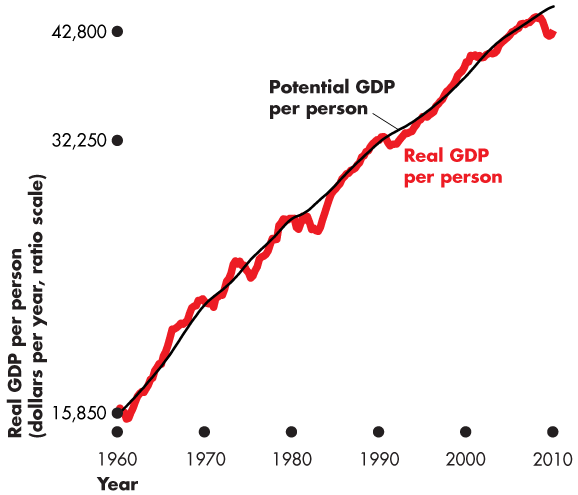 42,800
Potential GDP
per person
32,250
Real GDP
per person
Real GDP per person
(dollars per year, ratio scale)
15,850
1960 1970 1980 1990 2000 2010
Year